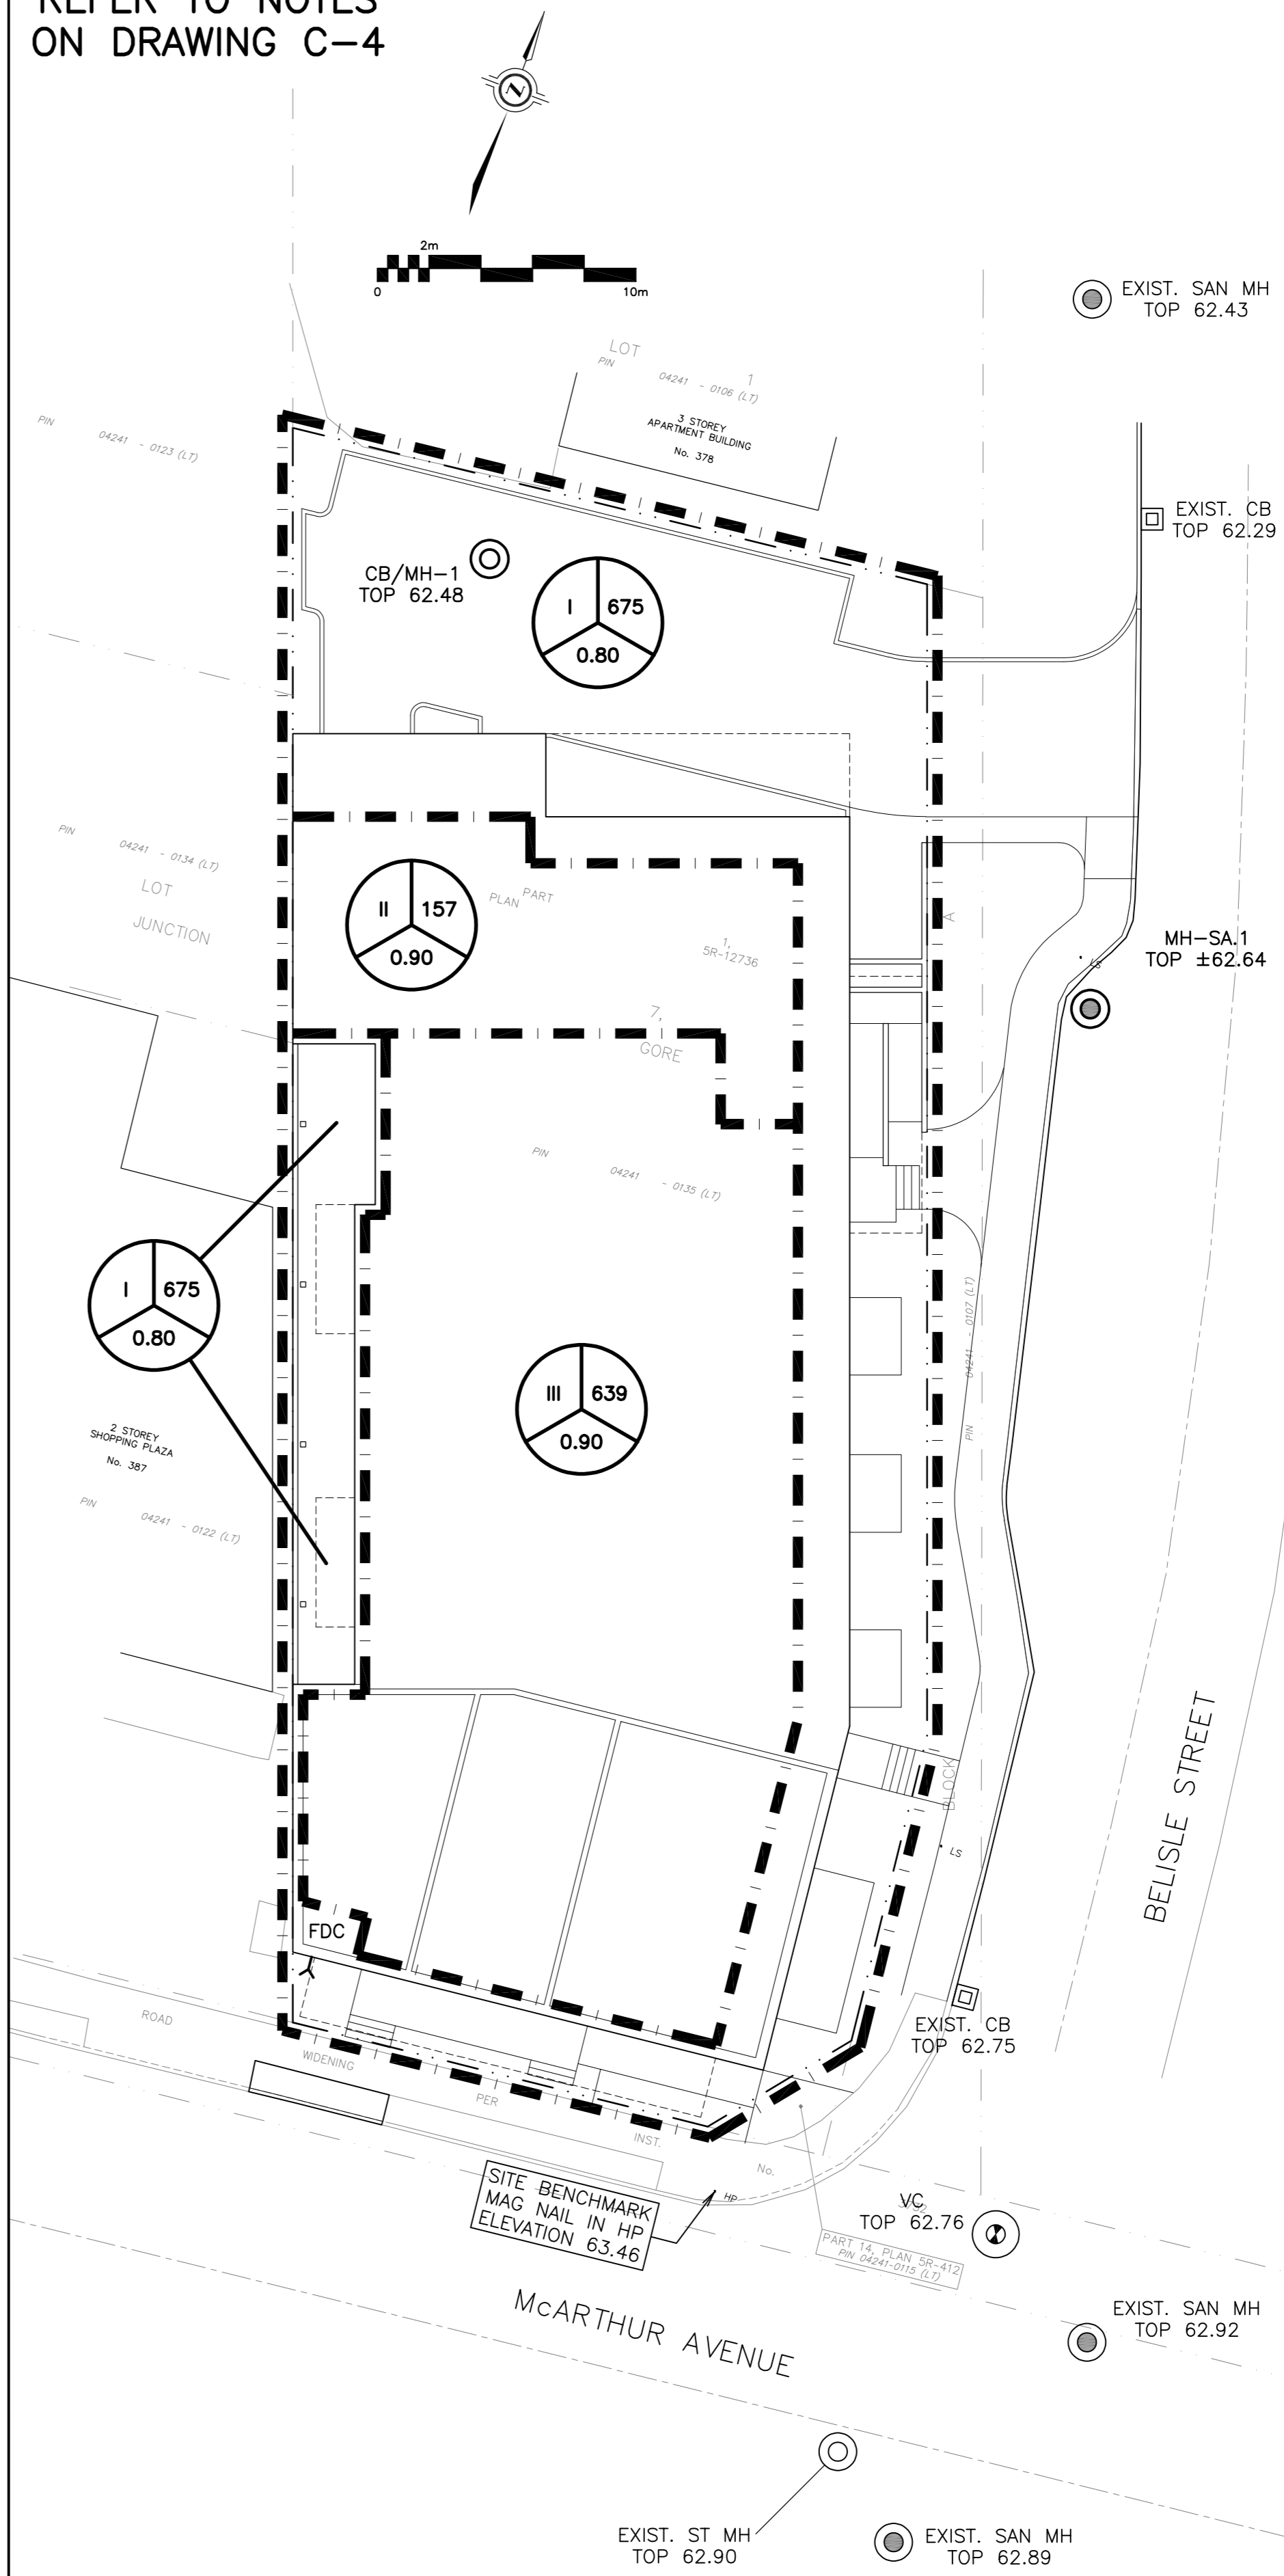 REFER TO NOTES
ON DRAWING C-4
N
2m
0
10m
EXIST. SAN MH
TOP 62.43
LOT
1
PIN 04241 - 0106 (LT)
3 STOREY
APARTMENT BUILDING
No. 378
PIN 04241 - 0123 (LT)
EXIST. CB
TOP 62.29
CB/MH-1
TOP 62.48
I 675
0.80
PIN 04241 - 0134 (LT)
LOT
JUNCTION
II 157
0.90
PLAN PART
1,
5R-12736
A
MH-SA.1
TOP ±62.64
LS
7,
GORE
PIN 04241 - 0135 (LT)
I 675
0.80
PIN 04241 - 0107 (LT)
III 639
0.90
2 STOREY
SHOPPING PLAZA
No. 387
PIN 04241 - 0122 (LT)
BLOCK
BELISLE STREET
LS
FDC
ROAD
WIDENING
PER
INST.
No.
EXIST. CB
TOP 62.75
SITE BENCHMARK
MAG NAIL IN HP
ELEVATION 63.46
HP
VC
TOP 62.76
PART 14, PLAN 5R-412
PIN 04241-0115 (LT)
McARTHUR AVENUE
EXIST. SAN MH
TOP 62.92
EXIST. ST MH
TOP 62.90
EXIST. SAN MH
TOP 62.89